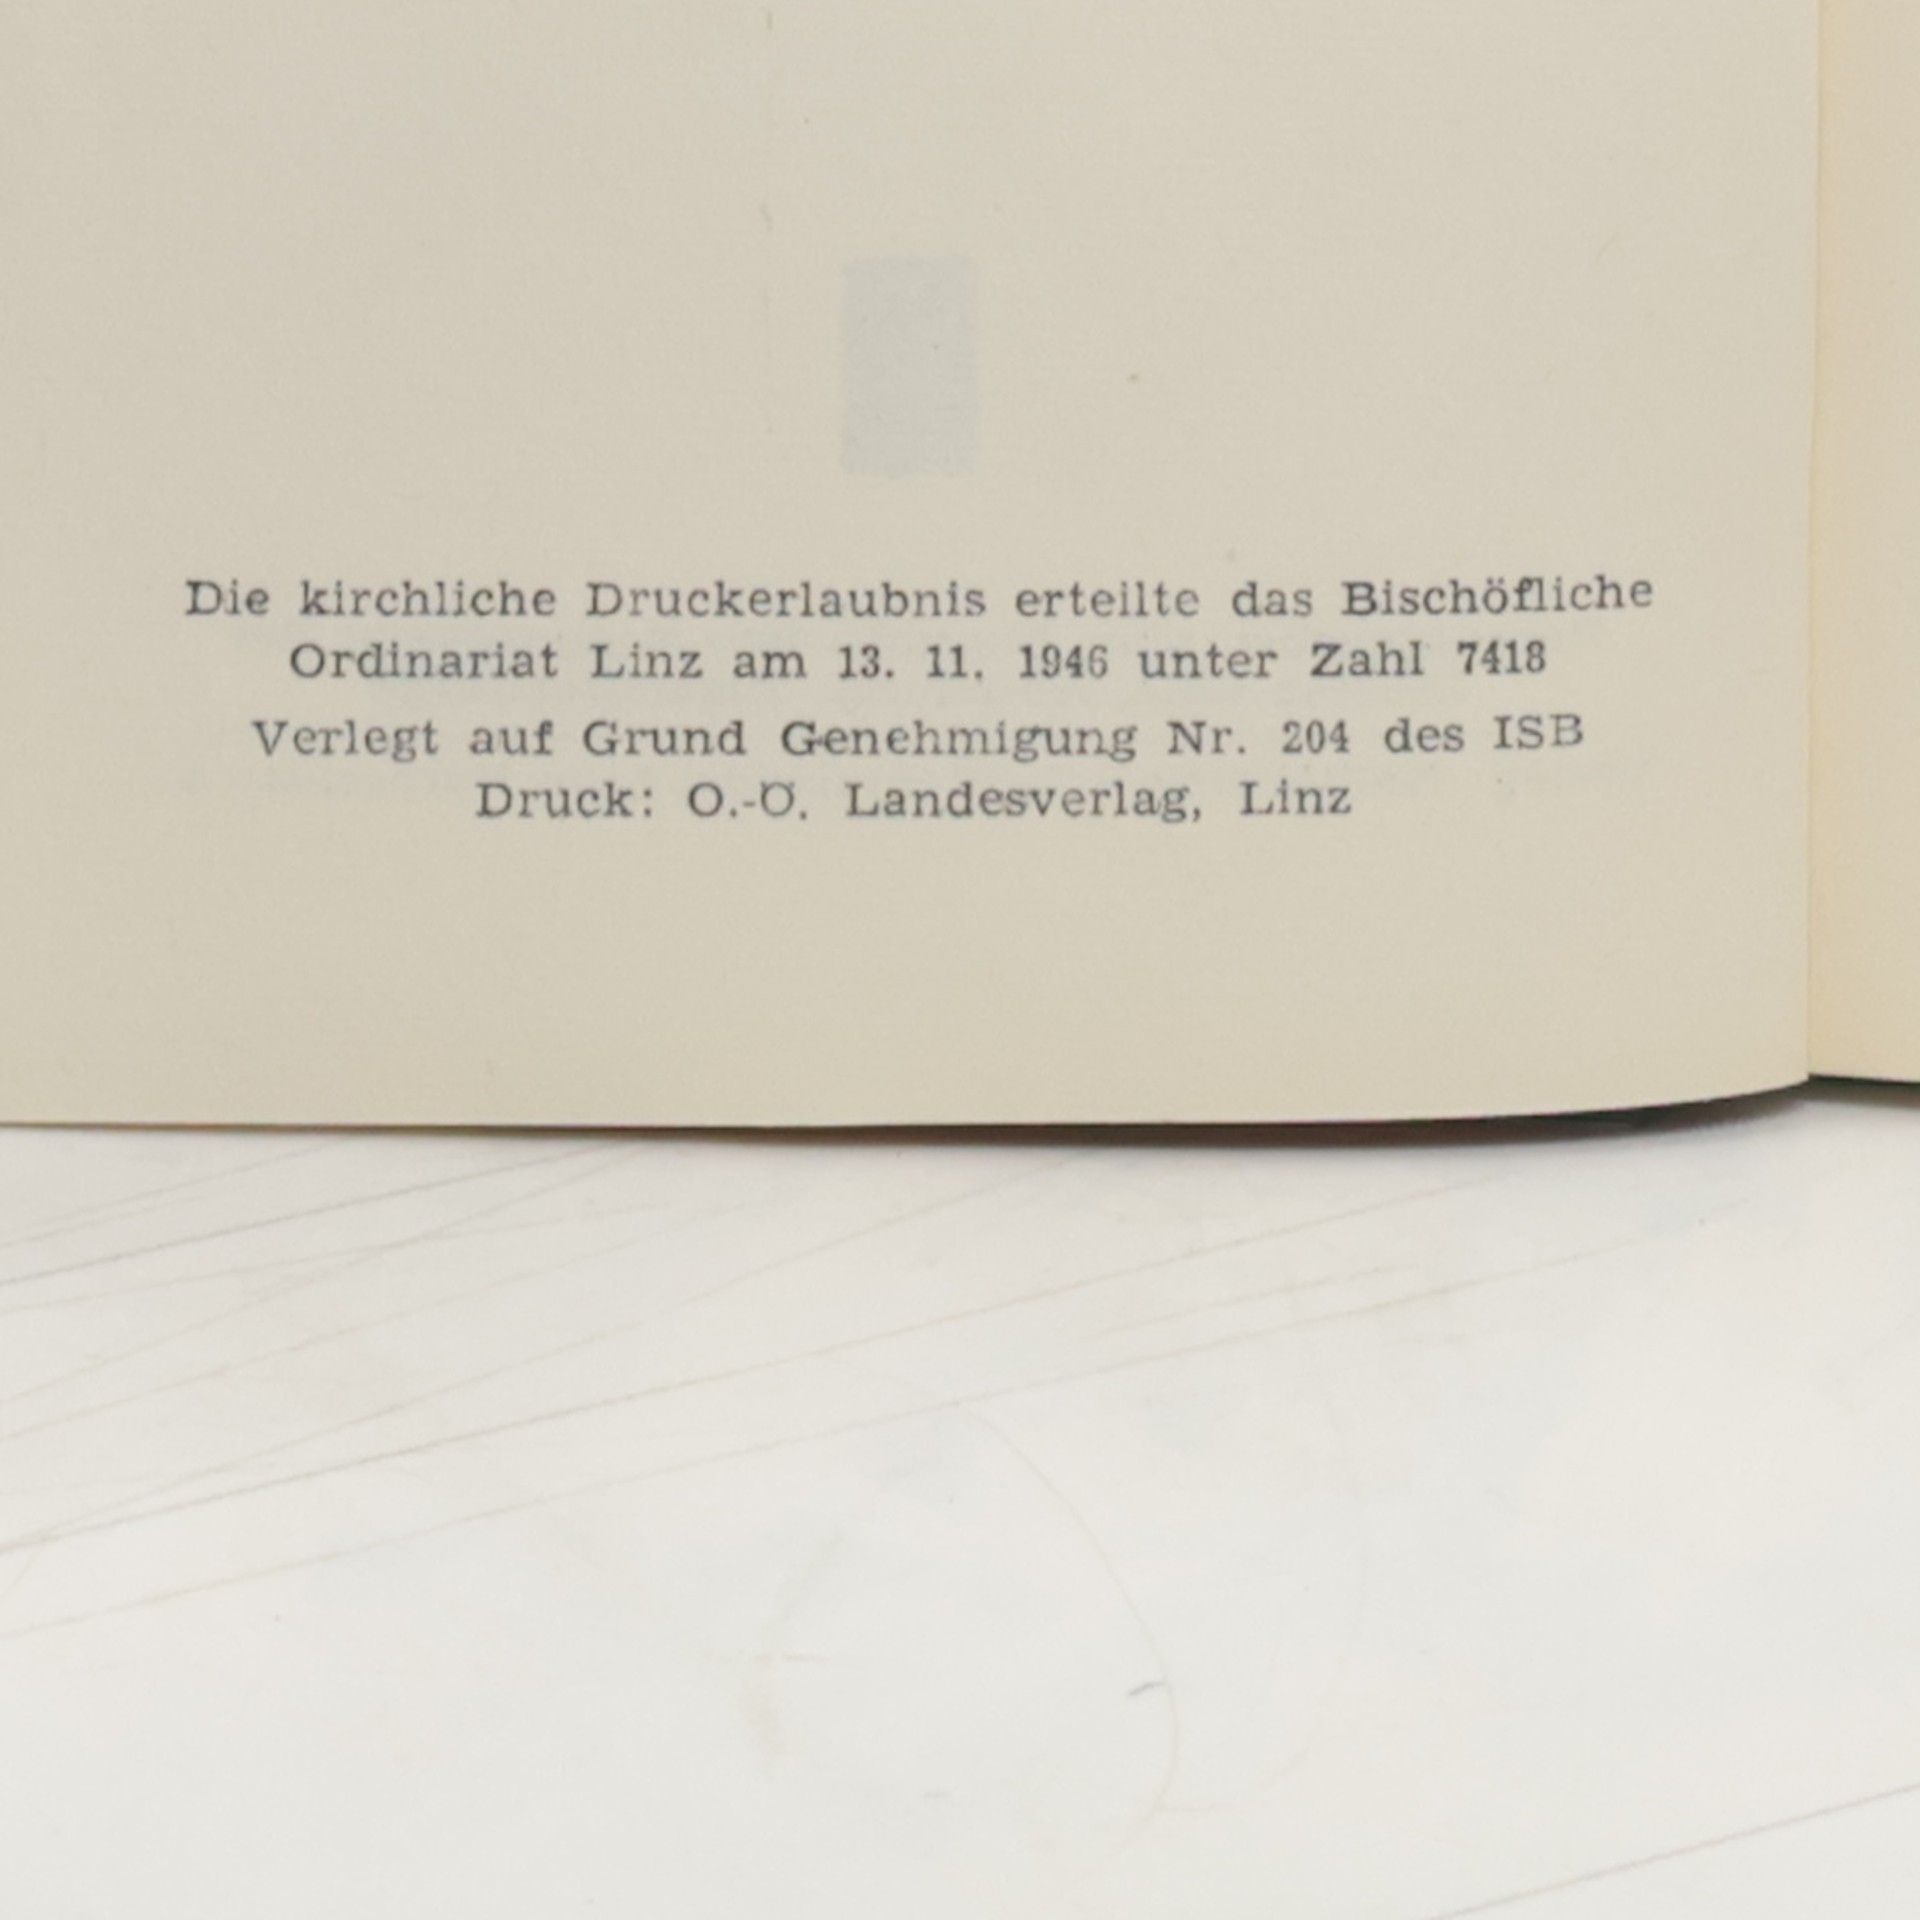 Die kirchliche Druckerlaubnis erteilte das Bischöfliche
Ordinariat Linz am 13. 11. 1946 unter Zahl 7418
Verlegt auf Grund Genehmigung Nr. 204 des ISB
Druck: O.-Ö. Landesverlag, Linz